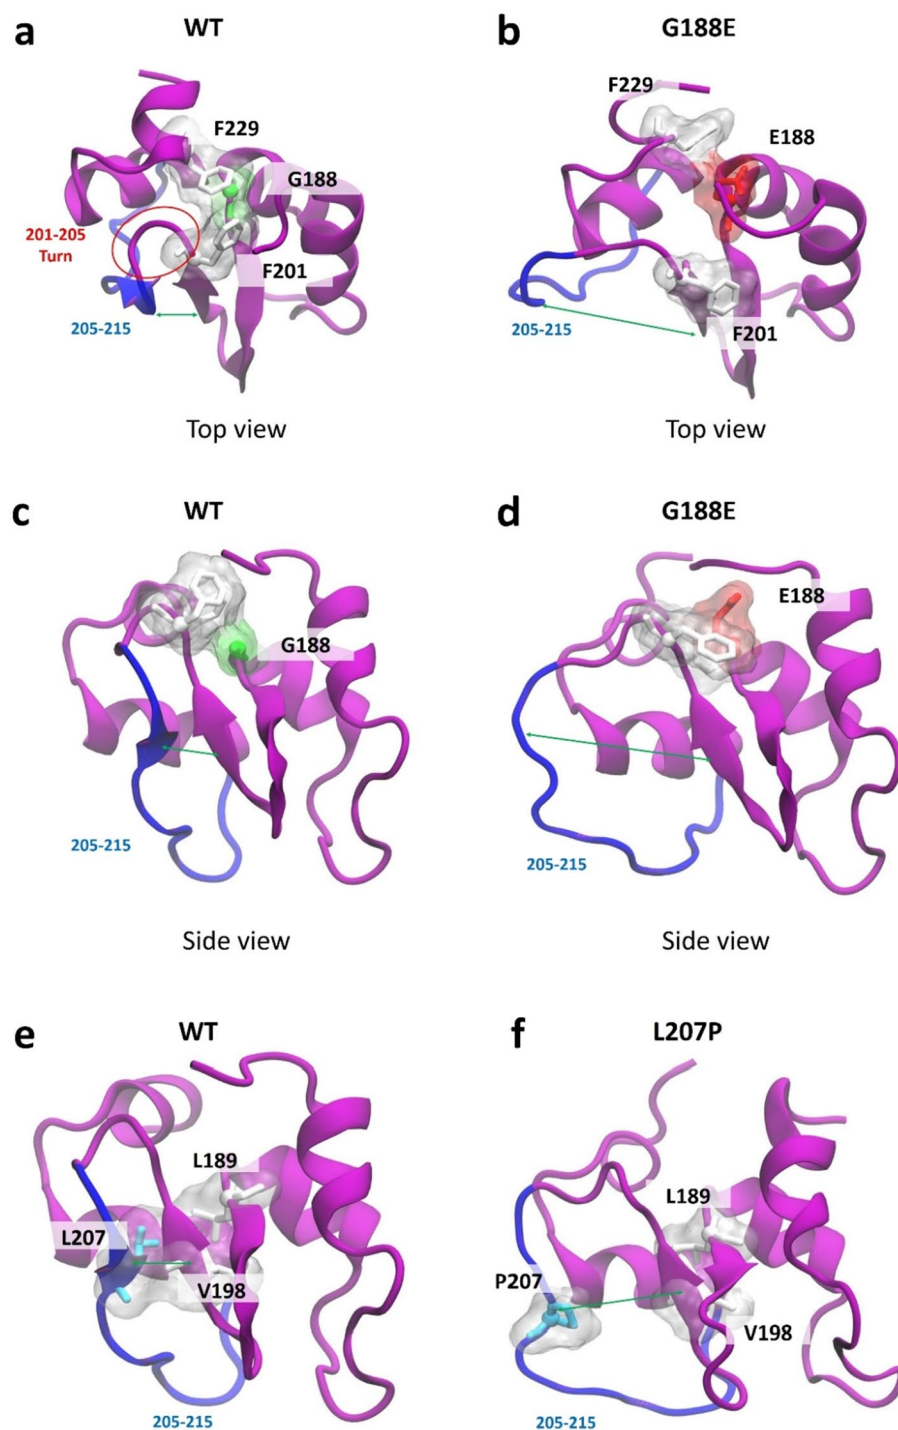 a
WT
b
G188E
F229
G188
201-205
Turn
F201
205-215
F229
E188
205-215
F201
Top view
Top view
c
WT
d
G188E
G188
205-215
E188
205-215
Side view
Side view
e
WT
f
L207P
L189
L207
V198
205-215
L189
P207
V198
205-215